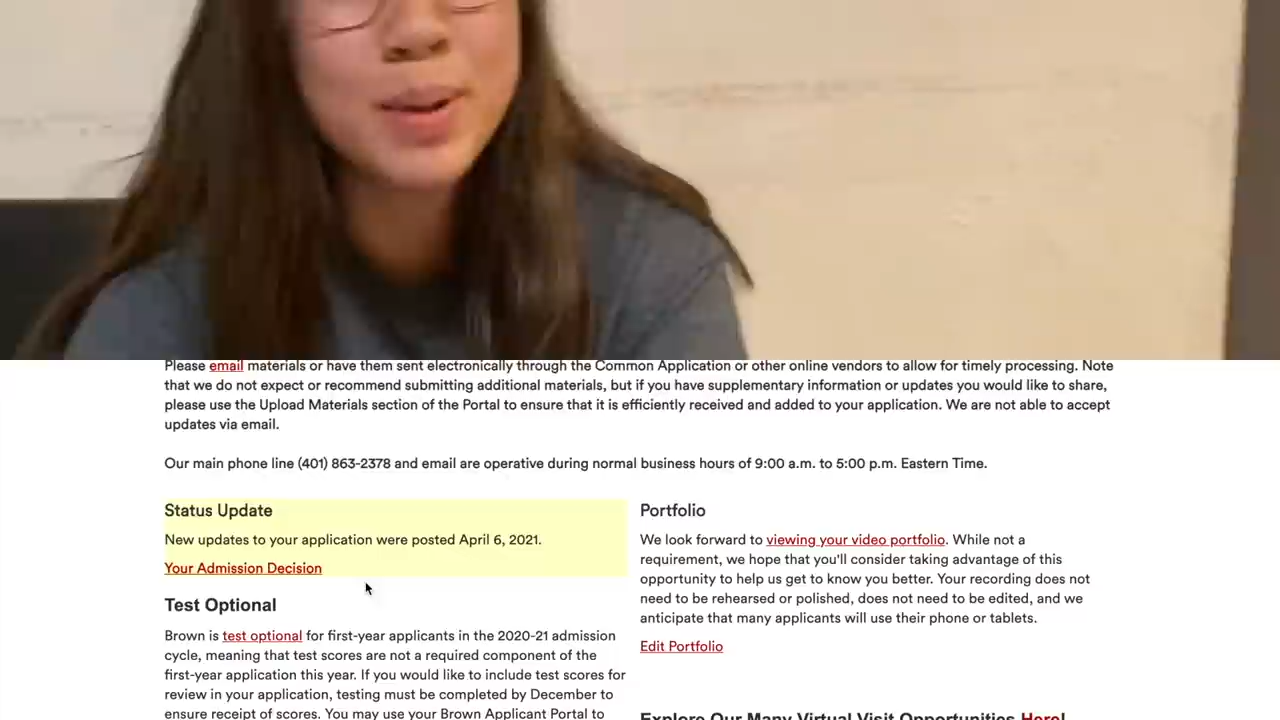 Please email materials or have them sent electronically through the Common Application or other online vendors to allow for timely processing. Note
that we do not expect or recommend submitting additional materials, but if you have supplementary information or updates you would like to share,
please use the Upload Materials section of the Portal to ensure that it is efficiently received and added to your application. We are not able to accept
updates via email.
Our main phone line (401) 863-2378 and email are operative during normal business hours of 9:00 a.m. to 5:00 p.m. Eastern Time.
Status Update
New updates to your application were posted April 6, 2021.
Your Admission Decision
Test Optional
Brown is test optional for first-year applicants in the 2020-21 admission
cycle, meaning that test scores are not a required component of the
first-year application this year. If you would like to include test scores for
review in your application, testing must be completed by December to
ensure receipt of scores. You may use your Brown Applicant Portal to
Portfolio
We look forward to viewing your video portfolio. While not a
requirement, we hope that you'll consider taking advantage of this
opportunity to help us get to know you better. Your recording does not
need to be rehearsed or polished, does not need to be edited, and we
anticipate that many applicants will use their phone or tablets.
Edit Portfolio
Explore Our Many Virtual Visit Opportunities Here!